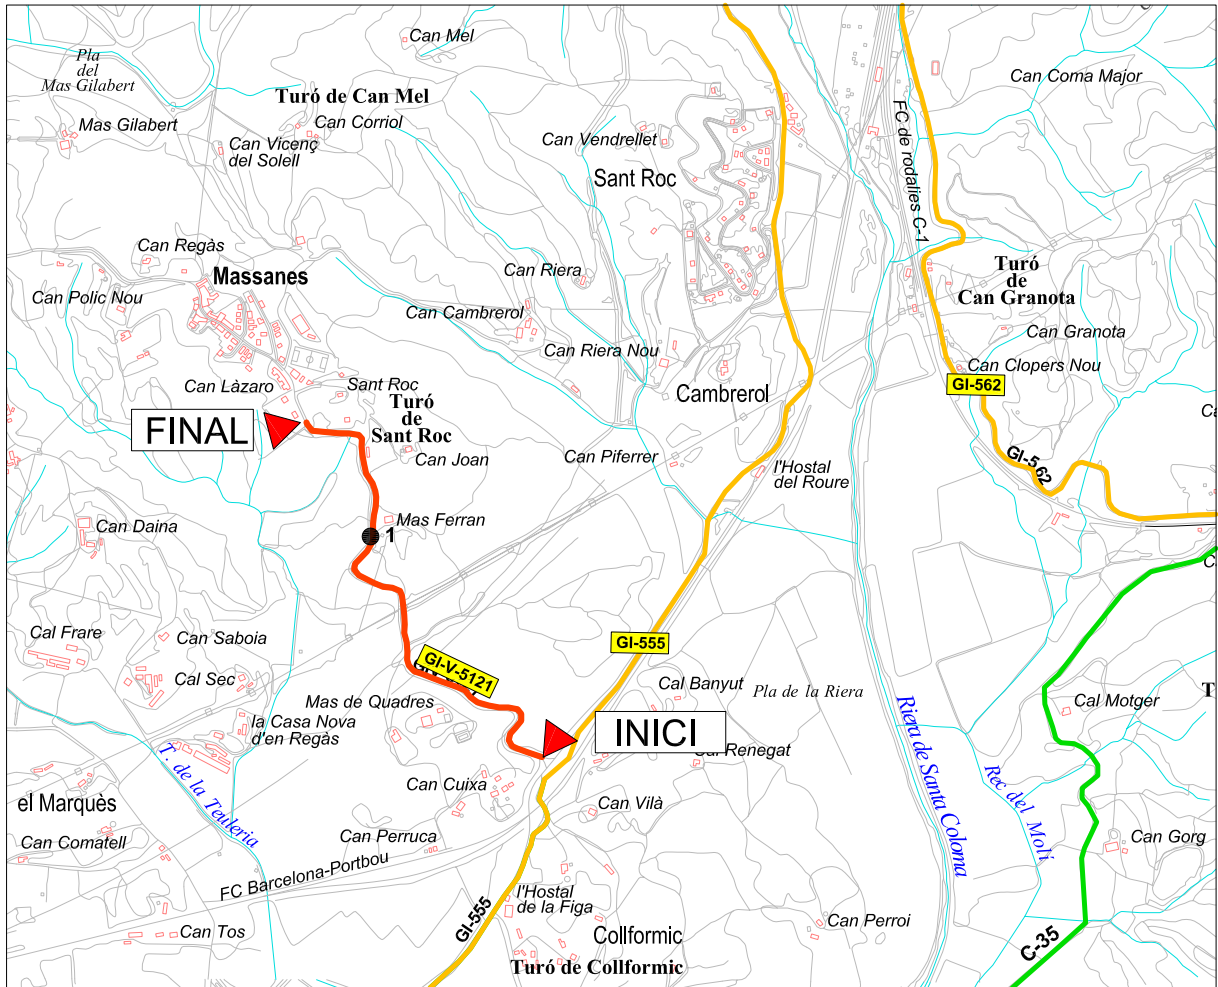 Can Mel
Pla
del
Mas Gilabert
Can Coma Major
Turó de Can Mel
Mas Gilabert
Can Corriol
Can Vicenç
del Solell
Can Vendrellet
FC de rodalies C-1
Sant Roc
Can Regàs
Massanes
Can Riera
Turó
de
Can Granota
Can Polic Nou
Can Cambrerol
Can Granota
Can Riera Nou
Can Clopers Nou
Can Làzaro
Sant Roc
Cambrerol
GI-562
Turó
de
Sant Roc
FINAL
Can Joan
Can Piferrer
l'Hostal
del Roure
GI-562
Can Daina
Mas Ferran
1
Cal Frare
Can Saboia
GI-555
Cal Sec
GI-V-5121
Cal Banyut
Pla de la Riera
Mas de Quadres
Cal Motger
la Casa Nova
d'en Regàs
INICI
Riera de Santa Coloma
T. de la Teuleria
Renegat
Rec del Molí
Can Cuixa
el Marquès
Can Vilà
Can Comatell
Can Perruca
Can Gorg
FC Barcelona-Portbou
l'Hostal
de la Figa
GI-555
Can Perroi
Can Tos
Collformic
C-35
Turó de Collformic